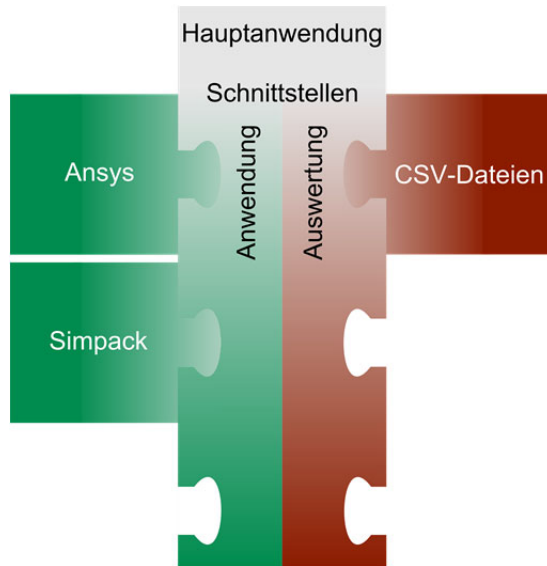 Hauptanwendung
Schnittstellen
Anwendung
Auswertung
Ansys
CSV-Dateien
Simpack